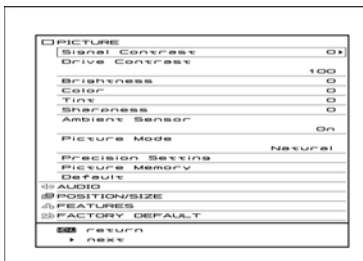 PICTURE
Signal Contrast 0
Drive Contrast
100
Brightness 0
Color 0
Tint 0
Sharpness 0
Ambient Sensor
On
Picture Mode
Natural
Precision Setting
Picture Memory
Default
AUDIO
POSITION/SIZE
FEATURES
FACTORY DEFAULT
MENU return
next